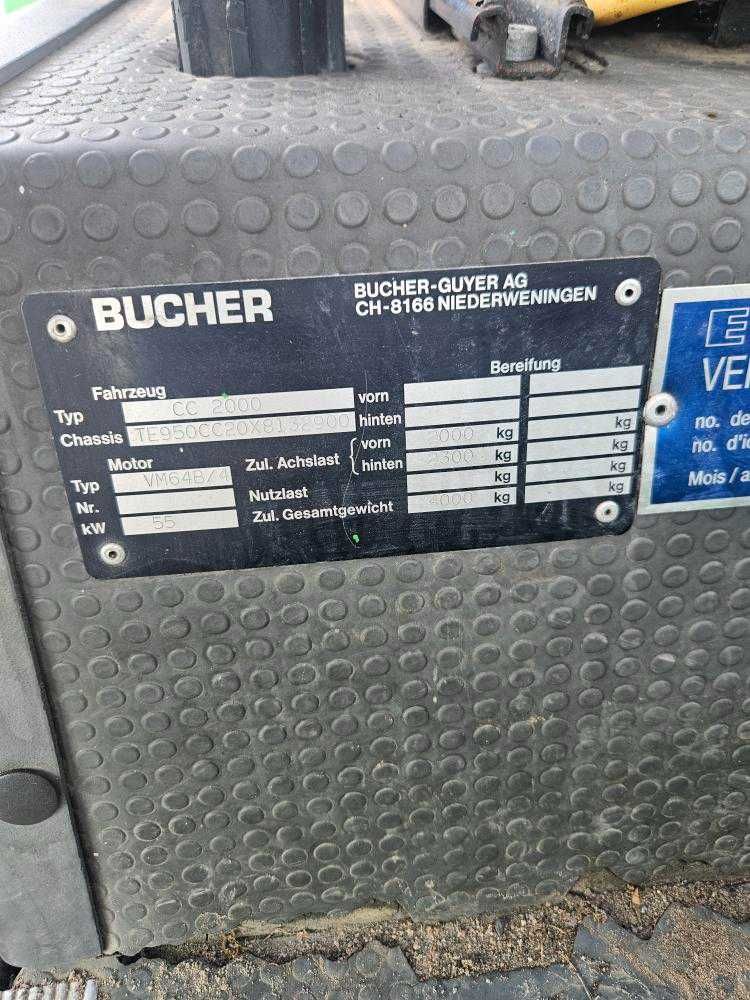 BUCHER
BUCHER-GUYER AG
CH-8166 NIEDERWENINGEN
Fahrzeug
Bereifung
Typ CC 2000 vorn
Chassis TE950CC20X8132900 hinten
Motor
Zul. Achslast vorn 2000 kg kg
Typ VM64B/4 hinten 2300 kg kg
Nr. Nutzlast kg kg
kW 55 Zul. Gesamtgewicht 4000 kg kg
E
VE
no. de
no. d'i
Mois / a